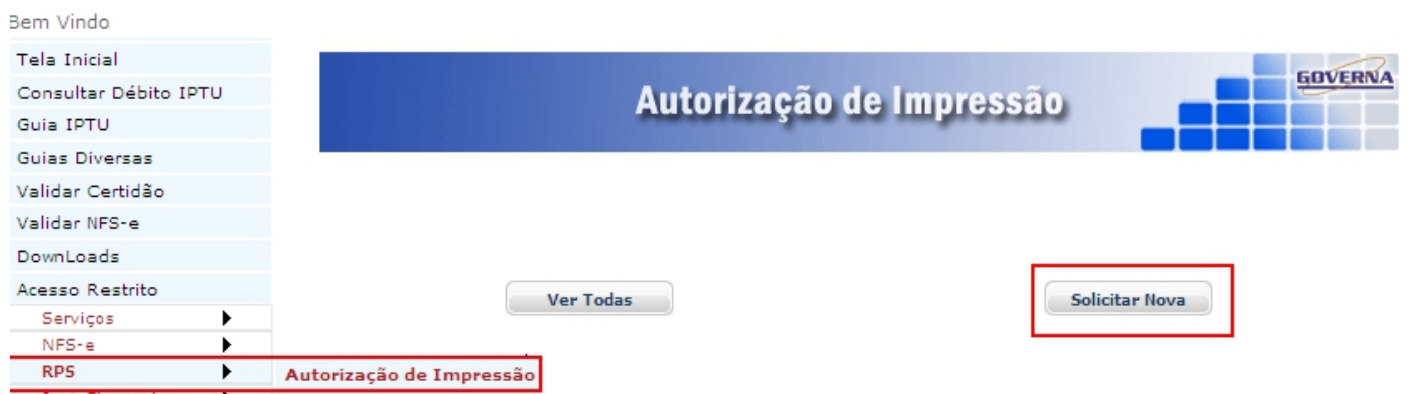 Bem Vindo
Tela Inicial
Consultar Débito IPTU
Guia IPTU
Guias Diversas
Validar Certidão
Validar NFS-e
DownLoads
Acesso Restrito
Serviços
NFS-e
RPS
Autorização de Impressão
Autorização de Impressão
GOVERNA
Ver Todas
Solicitar Nova